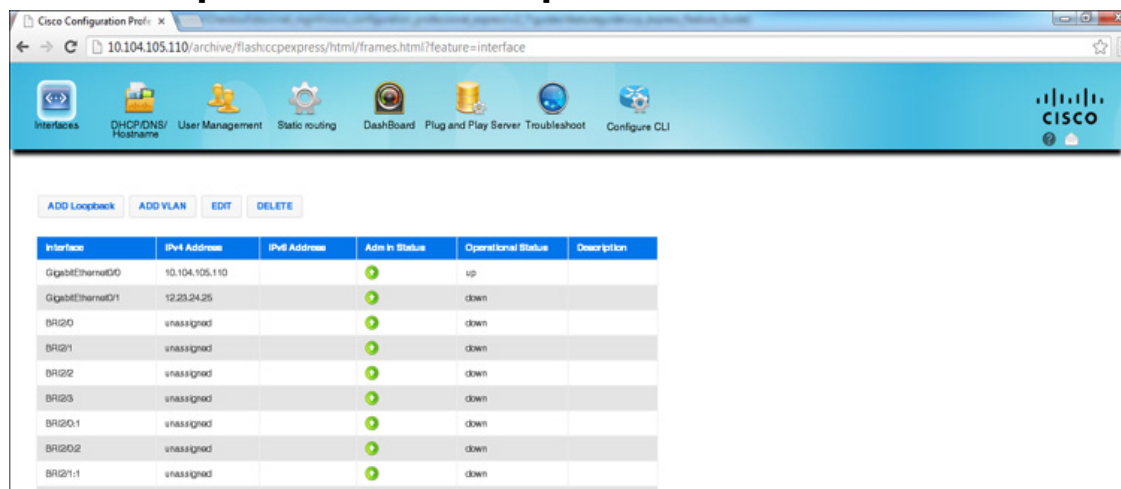 Cisco Configuration Profe
10.104.105.110/archive/flash:ccpexpress/html/frames.html?feature=interface
Interfaces DHCP/DNS/ Hostname User Management Static routing DashBoard Plug and Play Server Troubleshoot Configure CLI
CISCO
ADD Loopback ADD VLAN EDIT DELETE
Interface IPv4 Address IPv6 Address Admin Status Operational Status Description
GigabitEthernet0/0 10.104.105.110 up
GigabitEthernet0/1 12.23.24.25 down
BRI2/0 unassigned down
BRI2/1 unassigned down
BRI2/2 unassigned down
BRI2/3 unassigned down
BRI2/0:1 unassigned down
BRI2/0:2 unassigned down
BRI2/1:1 unassigned down